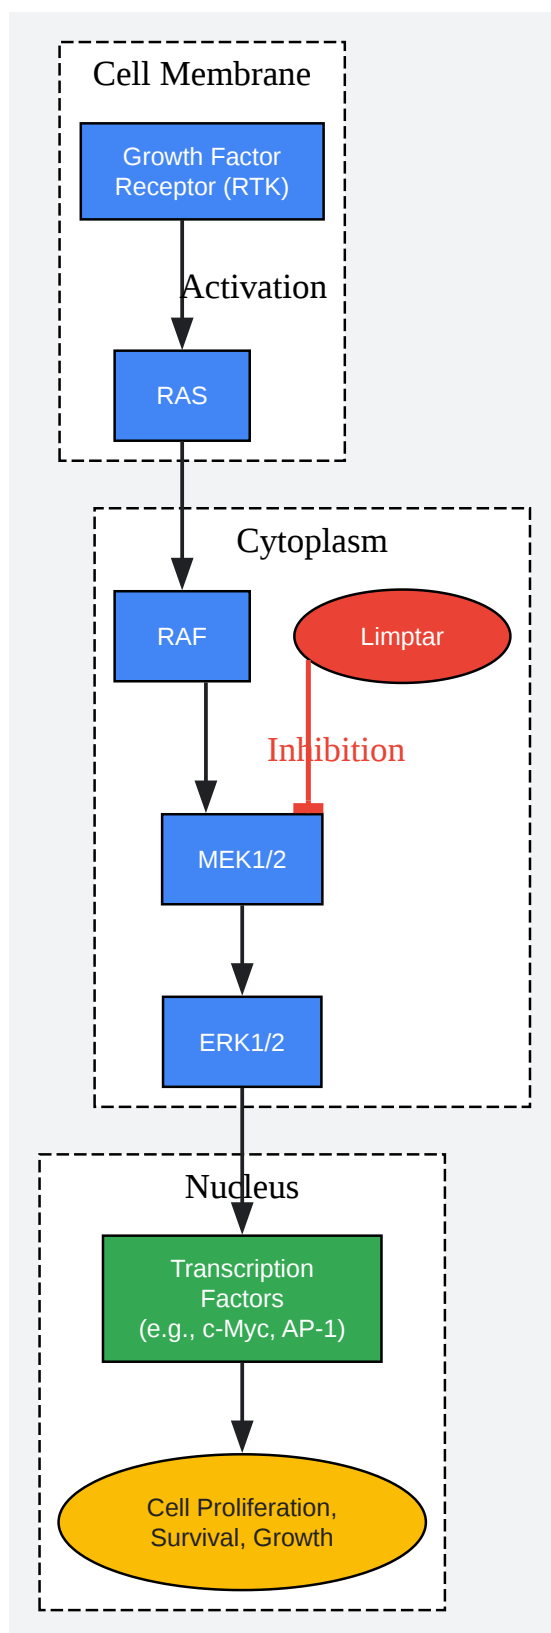 Cell Membrane
Growth Factor
Receptor (RTK)
Activation
RAS
Cytoplasm
RAF
Limptar
Inhibition
MEK1/2
ERK1/2
Nucleus
Transcription
Factors
(e.g., c-Myc, AP-1)
Cell Proliferation,
Survival, Growth